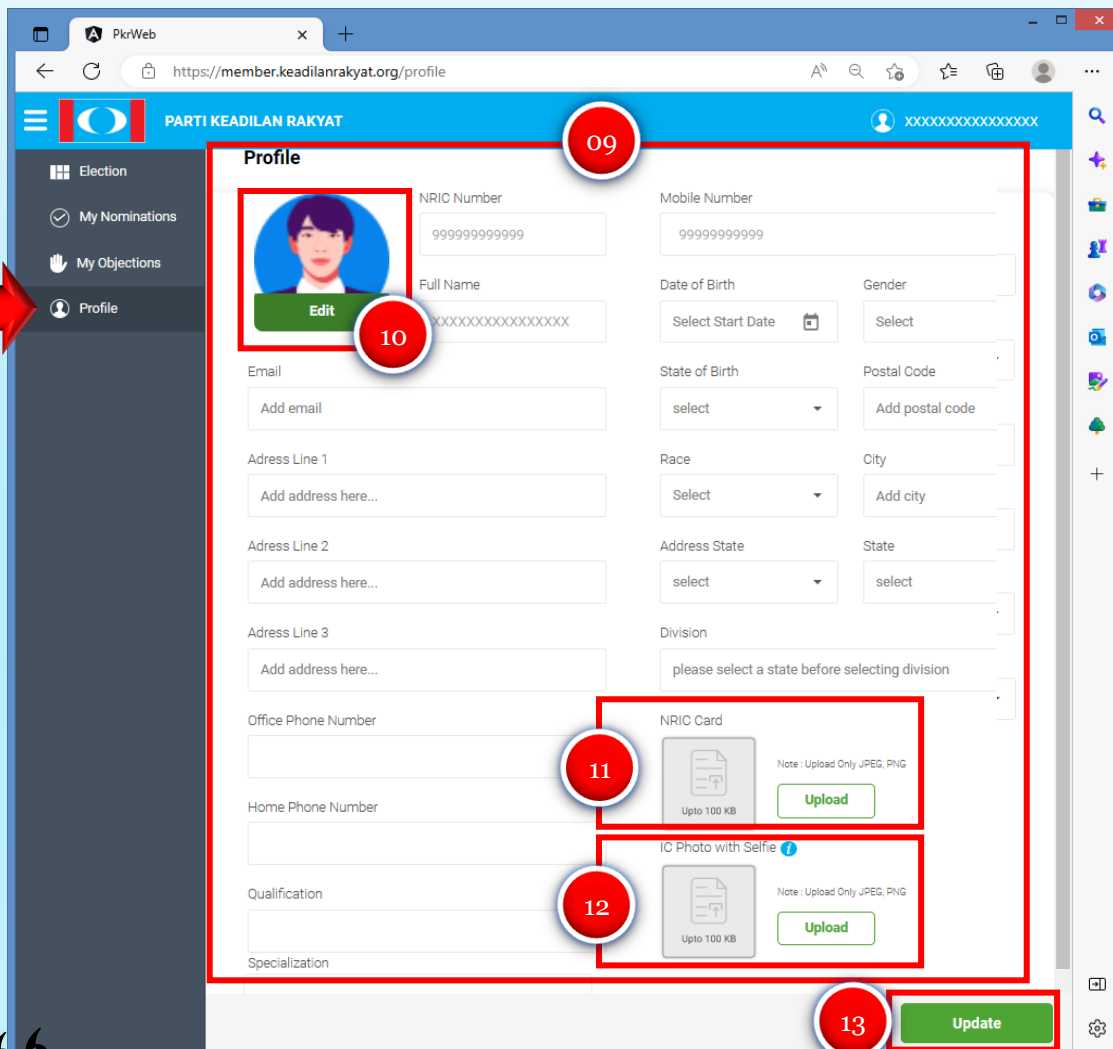 PkrWeb
https://member.keadilanrakyat.org/profile
PARTI KEADILAN RAKYAT
xxxxxxxxxxxxxxxx
09
Election
My Nominations
My Objections
Profile
Profile
Edit
10
NRIC Number
999999999999
Mobile Number
99999999999
Full Name
XXXXXXXXXXXXXXXX
Date of Birth
Select Start Date
Gender
Select
Email
Add email
State of Birth
select
Postal Code
Add postal code
Adress Line 1
Add address here...
Race
Select
City
Add city
Adress Line 2
Add address here...
Address State
select
State
select
Adress Line 3
Add address here...
Division
please select a state before selecting division
Office Phone Number
Home Phone Number
Qualification
Specialization
11
NRIC Card
Upto 100 KB
Note : Upload Only JPEG, PNG
Upload
12
IC Photo with Selfie
Upto 100 KB
Note : Upload Only JPEG, PNG
Upload
13
Update